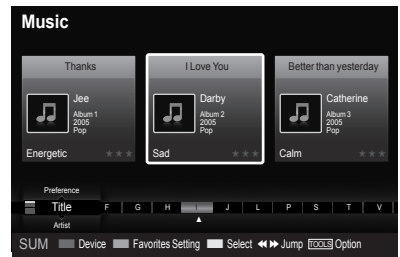 Music
Thanks
I Love You
Better than yesterday
Jee
Album 1
2005
Pop
Darby
Album 2
2005
Pop
Catherine
Album 3
2005
Pop
Energetic
Sad
Calm
Preference
Title F G H I J L P S T V
Artist
SUM Device Favorites Setting Select Jump TOOLS Option